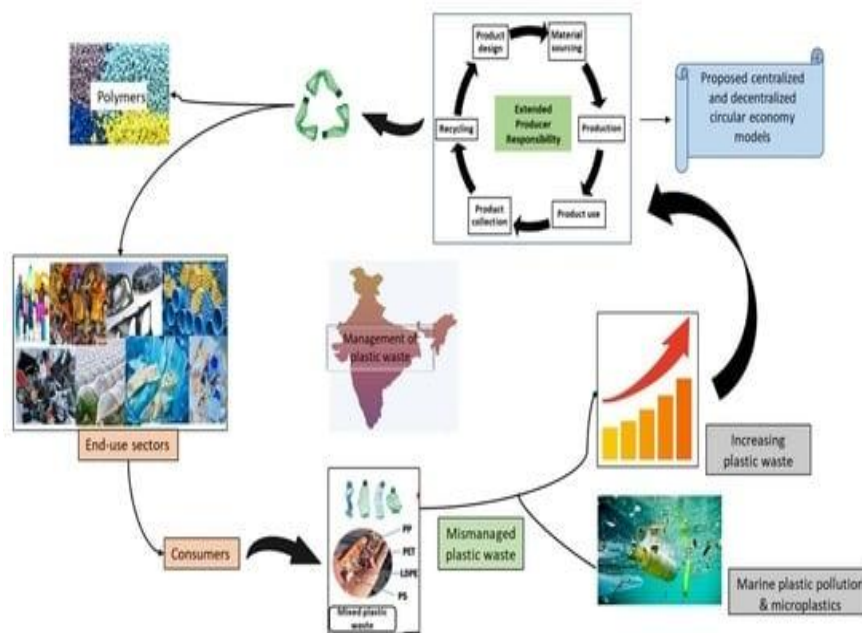 Product
design
Material
sourcing
Polymers
Extended
Producer
Responsibility
Recycling
Production
Product
collection
Product use
Proposed centralized
and decentralized
circular economy
models
Management of
plastic waste
End-use sectors
Consumers
PP
PET
LDPE
PS
Mixed plastic
waste
Mismanaged
plastic waste
Increasing
plastic waste
Marine plastic pollution
& microplastics